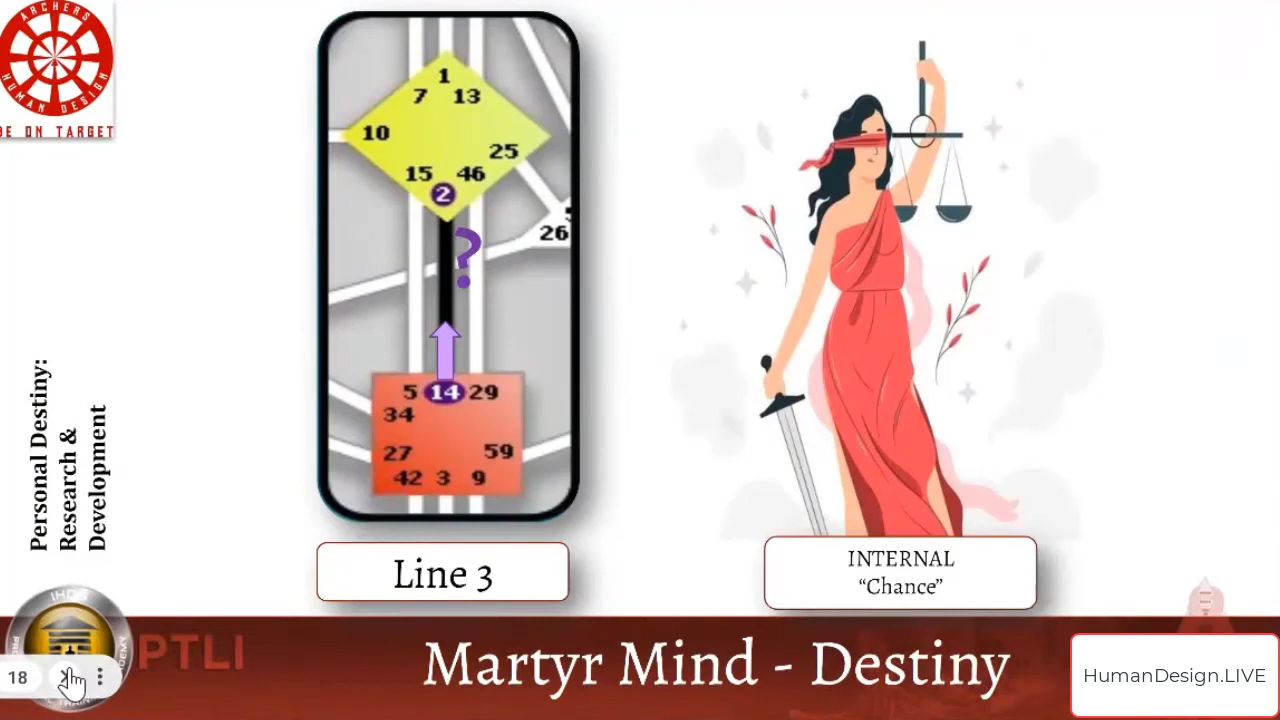 ARCHERS
HUMAN DESIGN
BE ON TARGET
1
7 13
10
25
15 46
2
?
26
5 14 29
34
27 59
42 3 9
Line 3
INTERNAL
“Chance”
Personal Destiny:
Research &
Development
IHDS
PTLI
18
Martyr Mind - Destiny
HumanDesign.LIVE